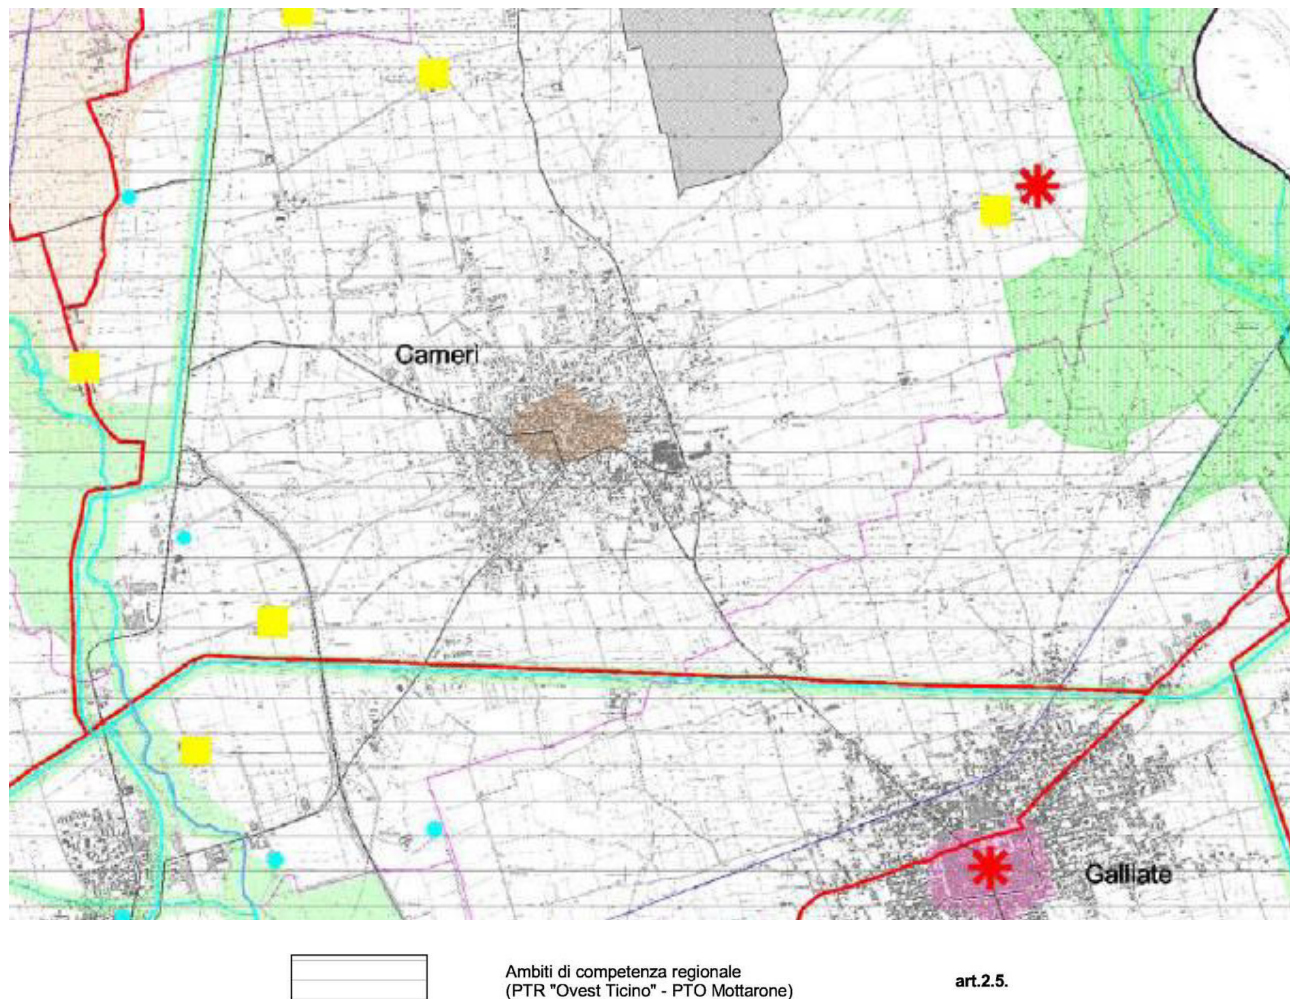 Cameri
Galliate
Ambiti di competenza regionale
(PTR "Ovest Ticino" - PTO Mottarone)
art.2.5.